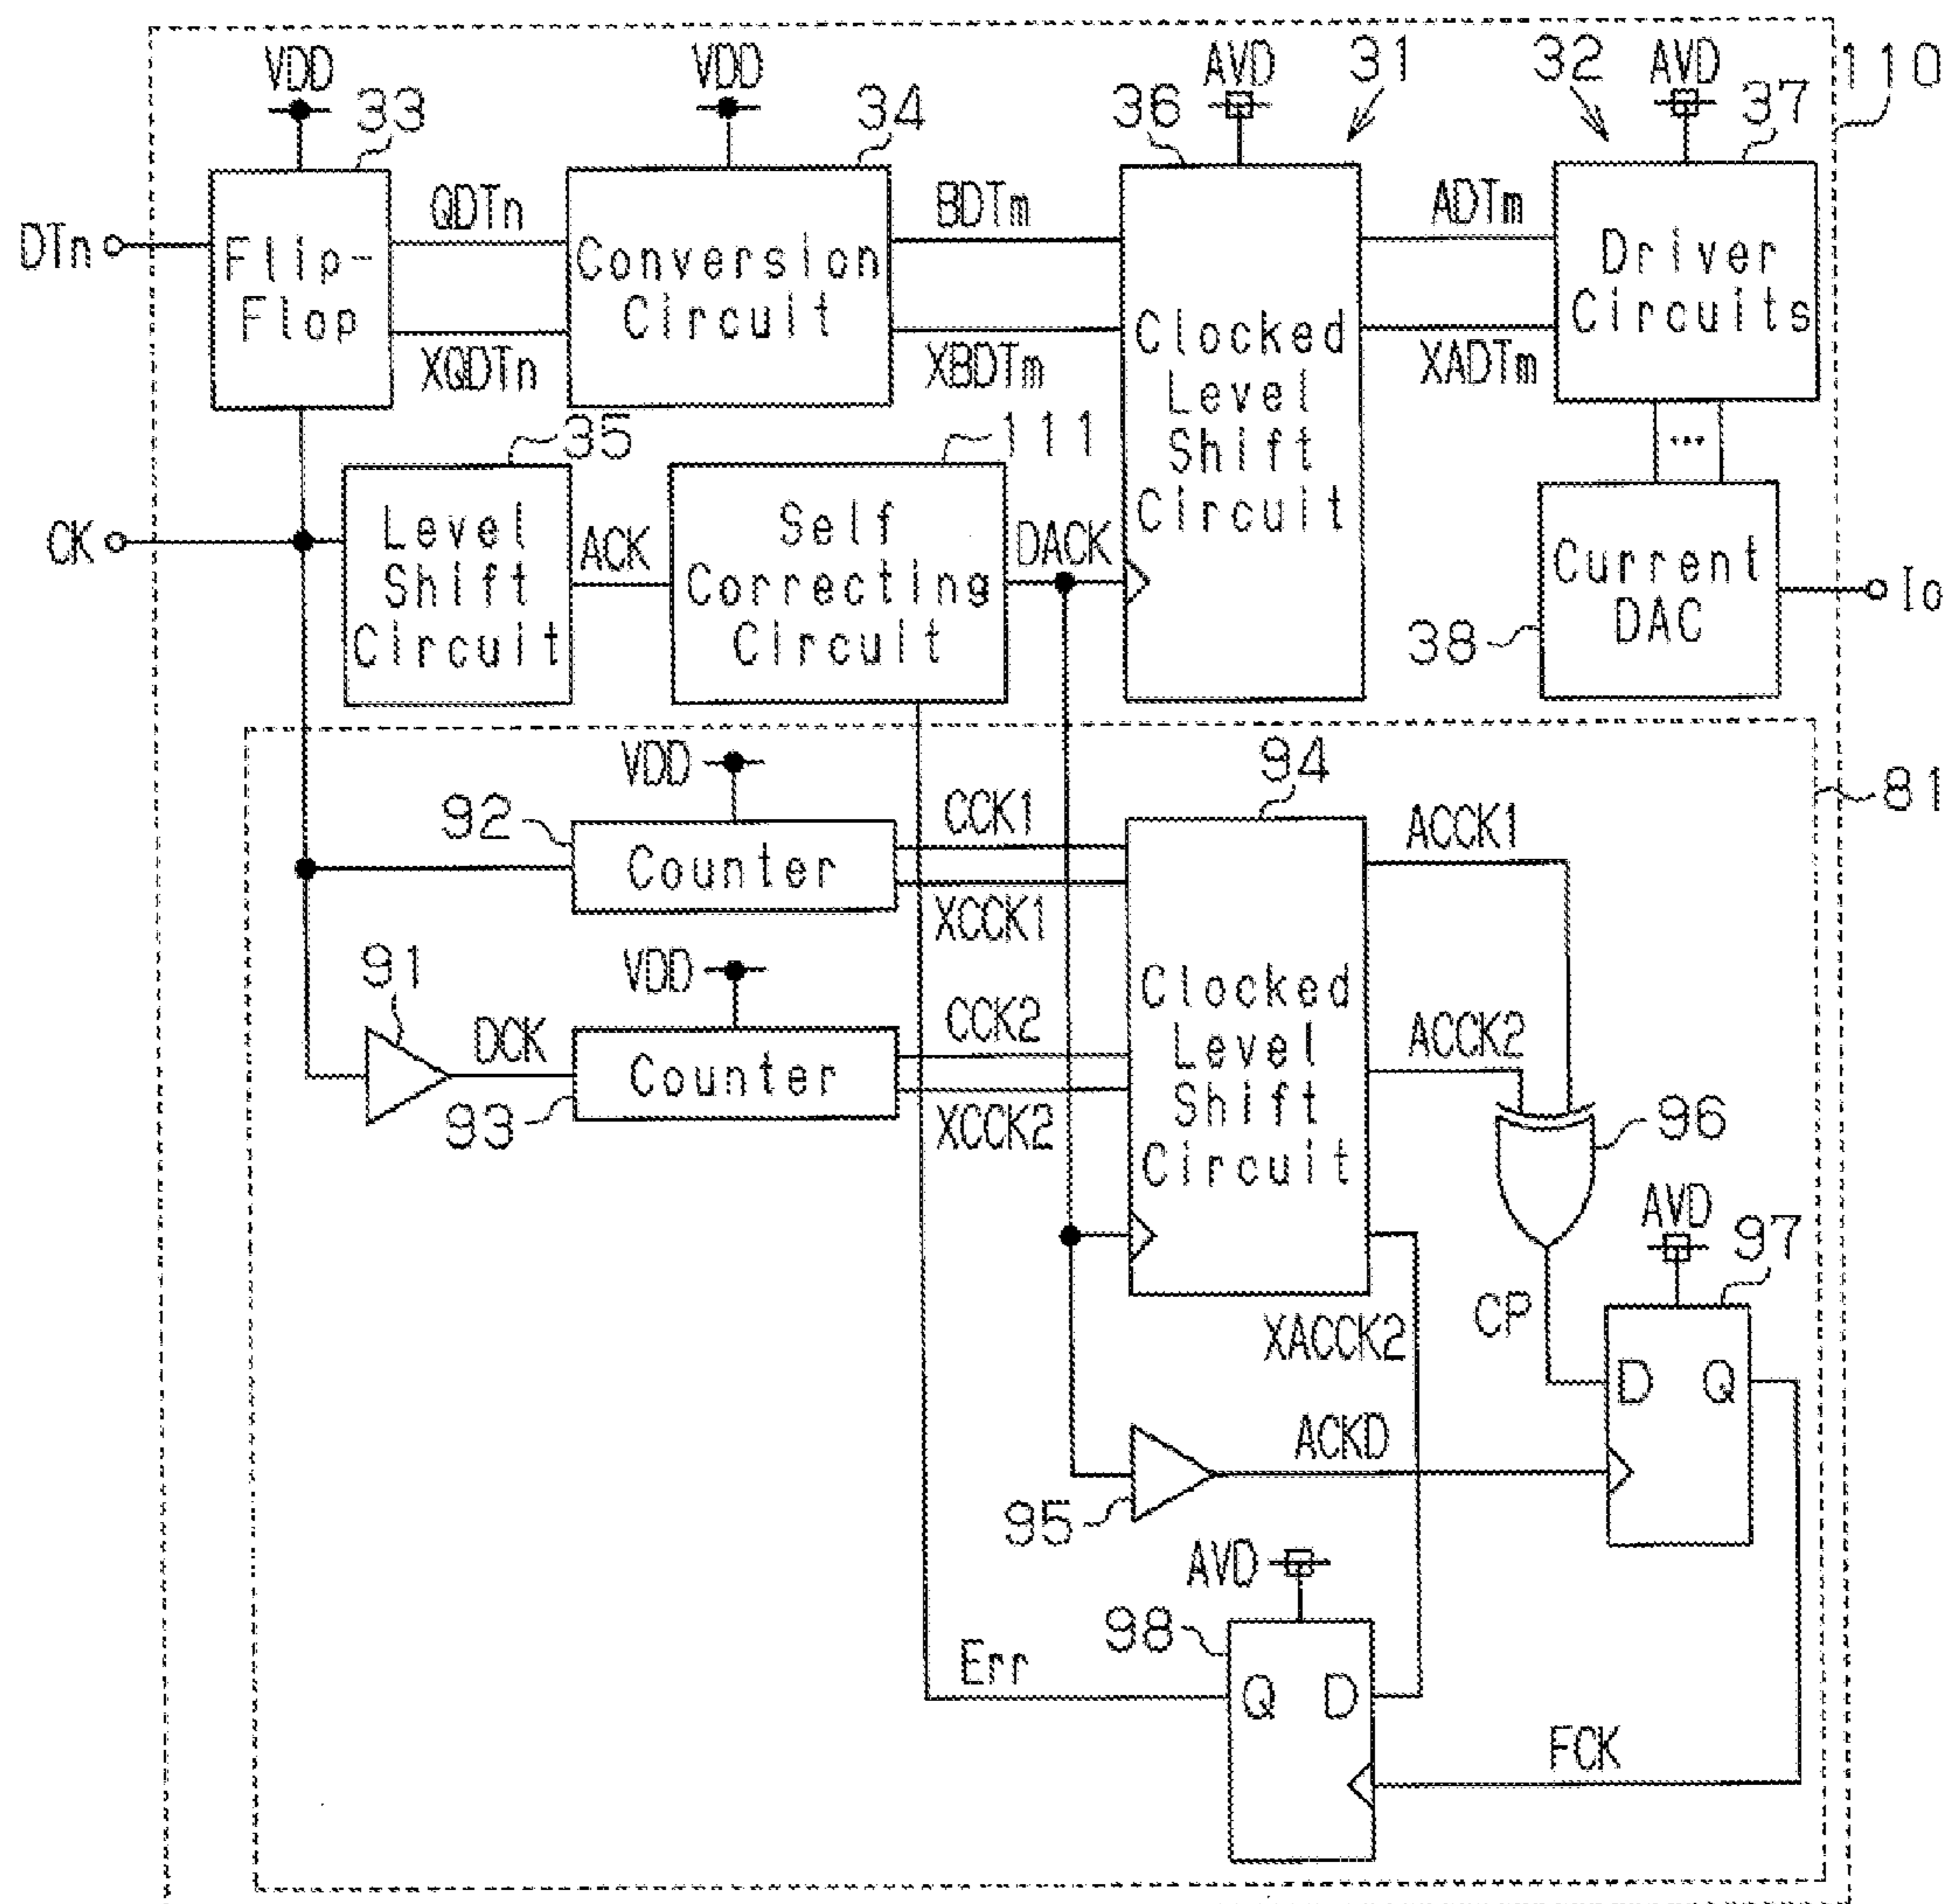 VDD
VDD
AVD
31
32
AVD
110
33
34
36
37
DTn
Flip-
Flop
QDTn
XQDTn
Conversion
Circuit
BDTm
XBDTm
Clocked
Level
Shift
Circuit
ADTm
XADTm
Driver
Circuits
...
35
111
CK
Level
Shift
Circuit
ACK
Self
Correcting
Circuit
DACK
Current
DAC
38
Io
81
VDD
92
Counter
CCK1
XCCK1
94
ACCK1
91
DCK
VDD
93
Counter
CCK2
XCCK2
Clocked
Level
Shift
Circuit
ACCK2
96
AVD
97
CP
XACCK2
D Q
ACKD
95
AVD
98
Err
Q D
FCK